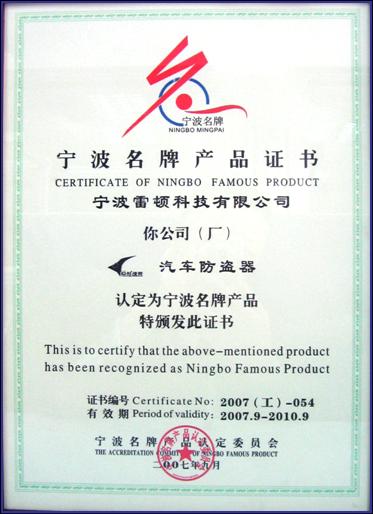 宁波名牌
NINGBO MINGPAI
宁波名牌产品证书
CERTIFICATE OF NINGBO FAMOUS PRODUCT
宁波雷顿科技有限公司
你公司（厂）
汽车防盗器
认定为宁波名牌产品
特颁发此证书
This is to certify that the above-mentioned product
has been recognized as Ningbo Famous Product
证书编号 Certificate No: 2007（工）-054
有效期 Period of validity: 2007.9-2010.9
宁波名牌产品认定委员会
THE ACCREDITATION COMMITTEE OF NINGBO FAMOUS PRODUCT
二00七年九月